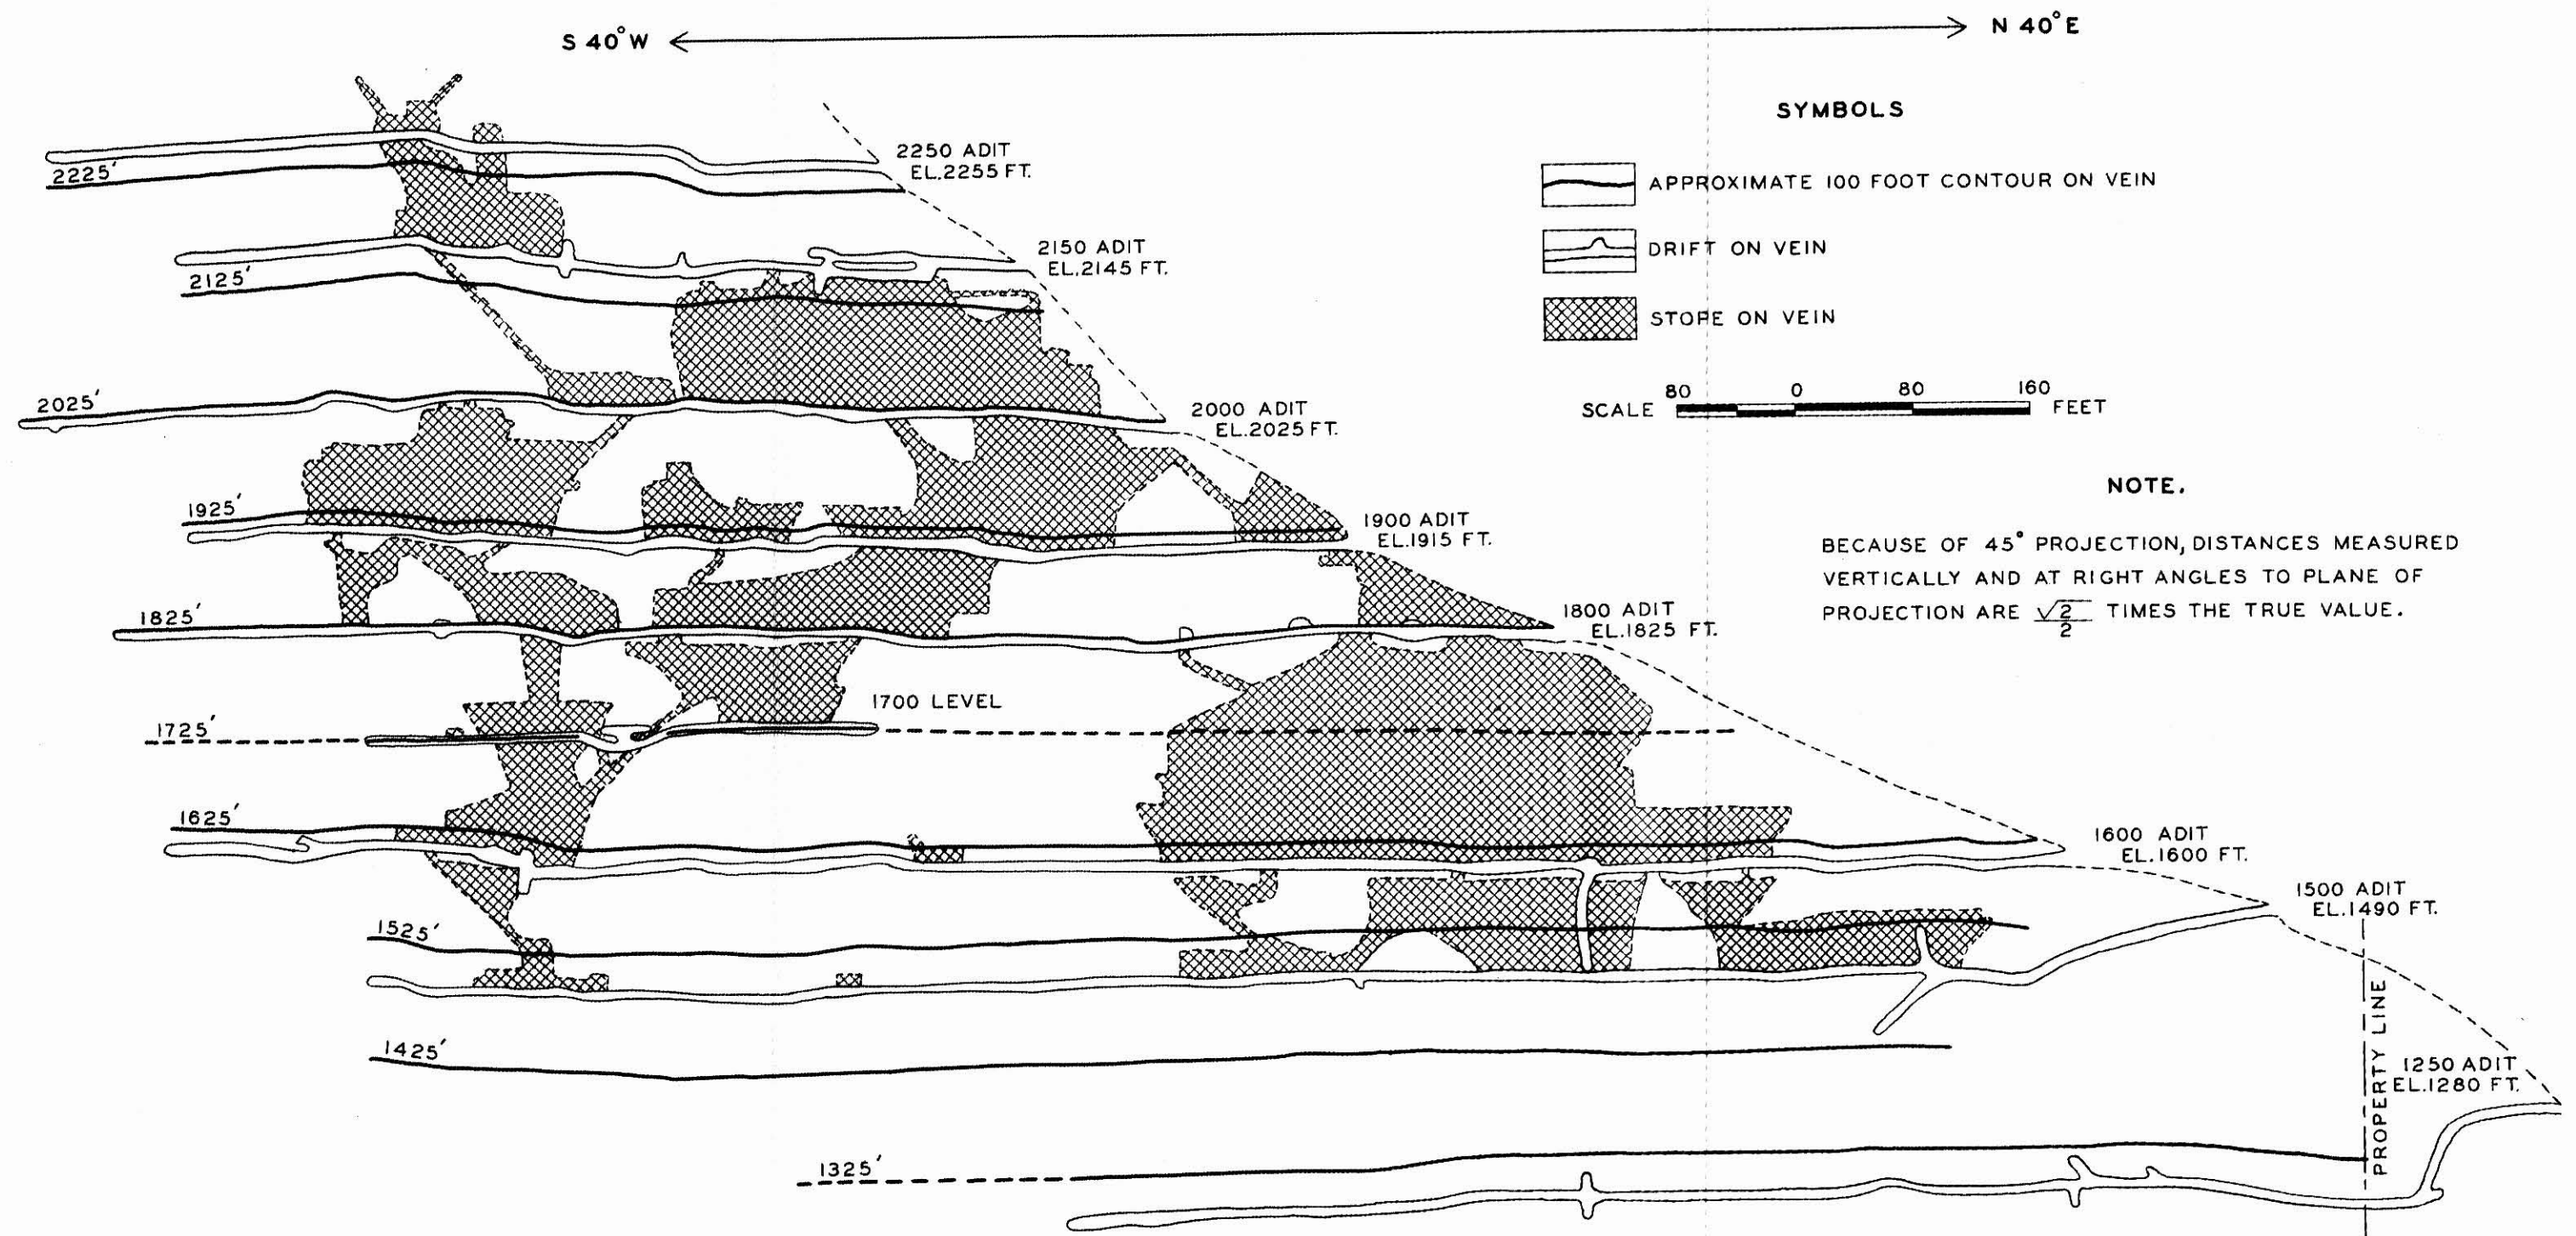 S 40°W
N 40°E
SYMBOLS
APPROXIMATE 100 FOOT CONTOUR ON VEIN
DRIFT ON VEIN
STOPE ON VEIN
SCALE 80 0 80 160 FEET
NOTE.
BECAUSE OF 45° PROJECTION, DISTANCES MEASURED
VERTICALLY AND AT RIGHT ANGLES TO PLANE OF
PROJECTION ARE √2/2 TIMES THE TRUE VALUE.
2250 ADIT
EL.2255 FT.
2225'
2150 ADIT
EL.2145 FT.
2125'
2025'
2000 ADIT
EL.2025 FT.
1925'
1900 ADIT
EL.1915 FT.
1825'
1800 ADIT
EL.1825 FT.
1700 LEVEL
1725'
1625'
1600 ADIT
EL.1600 FT.
1500 ADIT
EL.1490 FT.
1525'
1425'
PROPERTY LINE
1250 ADIT
EL.1280 FT.
1325'